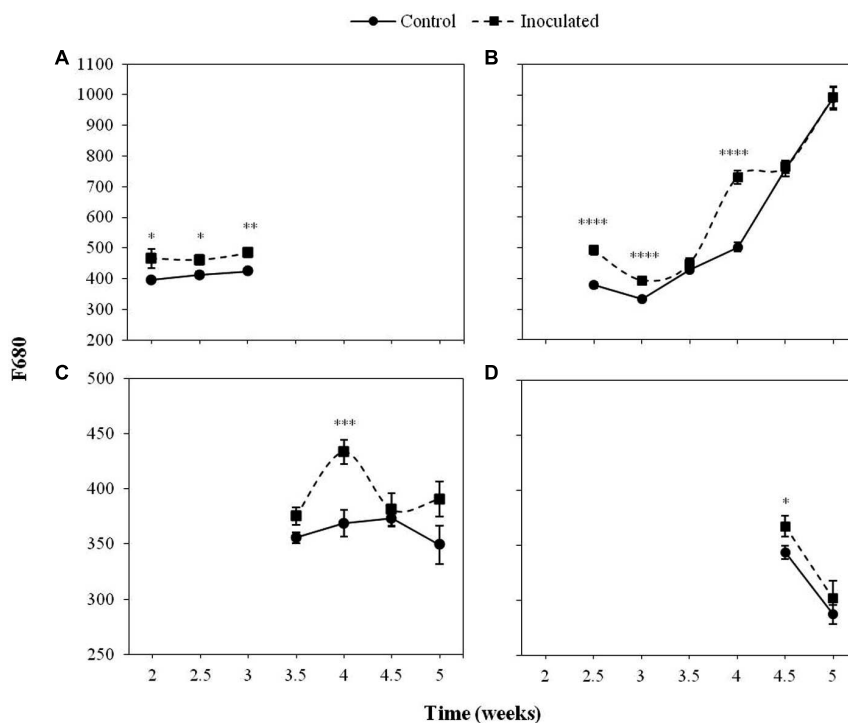 Control Inoculated
A B
1100
1000
900
800
700
600
500
400
300
200
* * **
**** **** ****
F680
C D
500
450
400
350
300
250
***
*
2 2.5 3 3.5 4 4.5 5 2 2.5 3 3.5 4 4.5 5
Time (weeks)